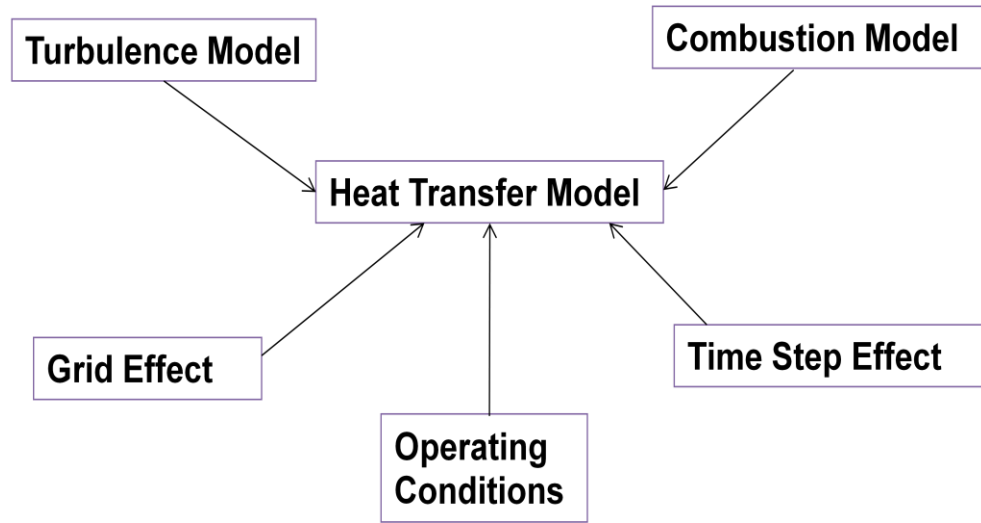 Turbulence Model
Combustion Model
Heat Transfer Model
Grid Effect
Time Step Effect
Operating
Conditions